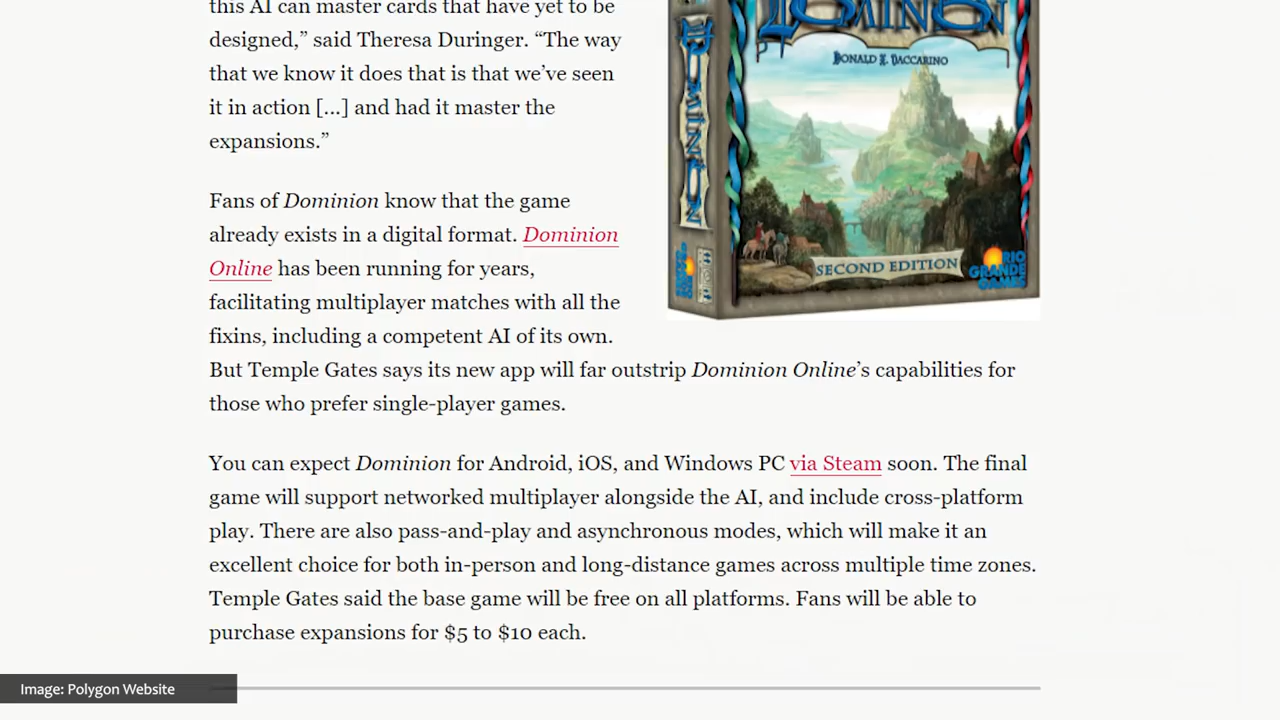 this AI can master cards that have yet to be
designed,” said Theresa Duringer. “The way
that we know it does that is that we’ve seen
it in action [...] and had it master the
expansions.”
Fans of Dominion know that the game
already exists in a digital format. Dominion
Online has been running for years,
facilitating multiplayer matches with all the
fixins, including a competent AI of its own.
But Temple Gates says its new app will far outstrip Dominion Online’s capabilities for
those who prefer single-player games.
You can expect Dominion for Android, iOS, and Windows PC via Steam soon. The final
game will support networked multiplayer alongside the AI, and include cross-platform
play. There are also pass-and-play and asynchronous modes, which will make it an
excellent choice for both in-person and long-distance games across multiple time zones.
Temple Gates said the base game will be free on all platforms. Fans will be able to
purchase expansions for $5 to $10 each.
DOMINION
DONALD X. VACCARINO
DOMINION
SECOND EDITION
RIO
GRANDE
GAMES
Image: Polygon Website